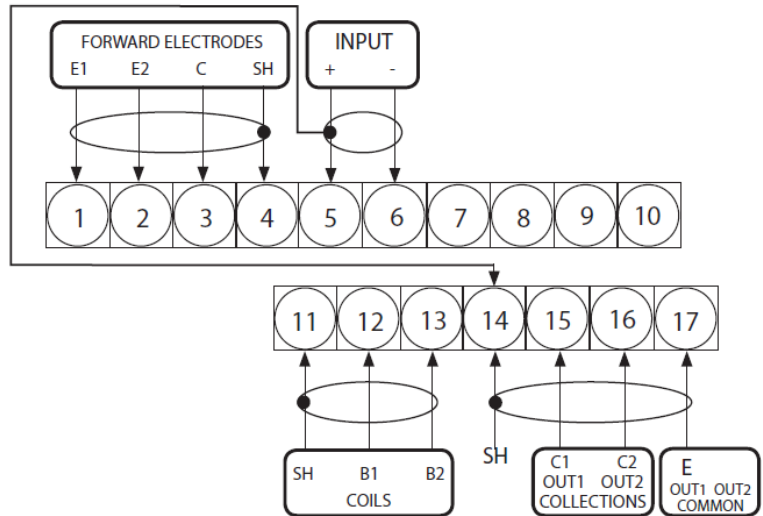 FORWARD ELECTRODES
E1 E2 C SH
INPUT
+ -
1 2 3 4 5 6 7 8 9 10
11 12 13 14 15 16 17
SH B1 B2
COILS
SH
C1 C2
OUT1 OUT2
COLLECTIONS
E
OUT1 OUT2
COMMON